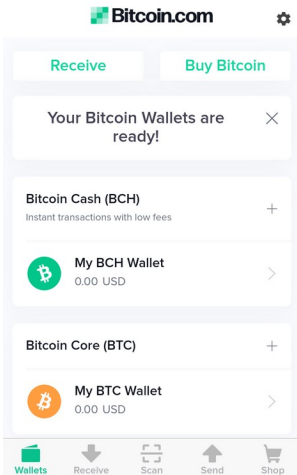 Bitcoin.com
Receive Buy Bitcoin
Your Bitcoin Wallets are
ready!
Bitcoin Cash (BCH)
Instant transactions with low fees
My BCH Wallet
0.00 USD
Bitcoin Core (BTC)
My BTC Wallet
0.00 USD
Wallets Receive Scan Send Shop